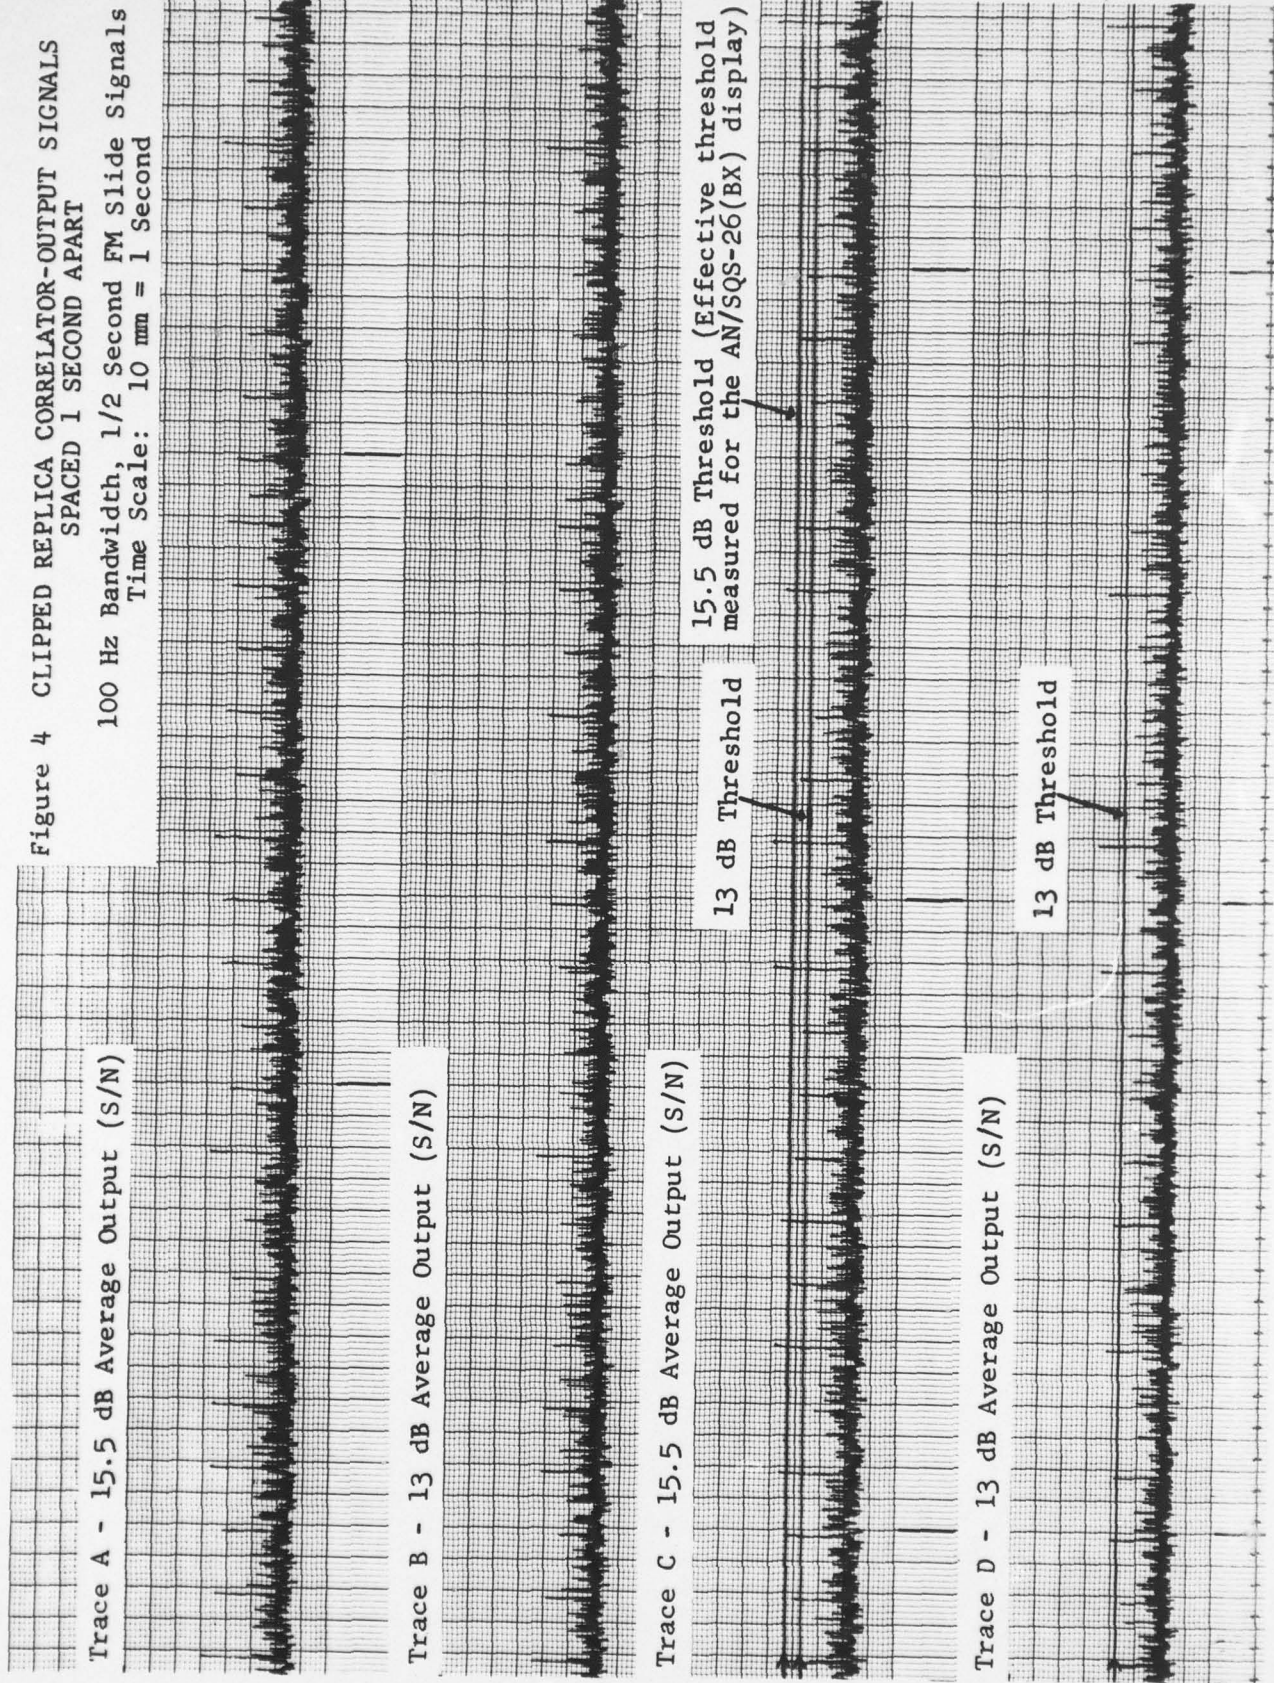 Figure 4 CLIPPED REPLICA CORRELATOR-OUTPUT SIGNALS
SPACED 1 SECOND APART
100 Hz Bandwidth, 1/2 Second FM Slide Signals
Time Scale: 10 mm = 1 Second
Trace A - 15.5 dB Average Output (S/N)
Trace B - 13 dB Average Output (S/N)
Trace C - 15.5 dB Average Output (S/N)
13 dB Threshold
15.5 dB Threshold (Effective threshold
measured for the AN/SQS-26(BX) display)
Trace D - 13 dB Average Output (S/N)
13 dB Threshold